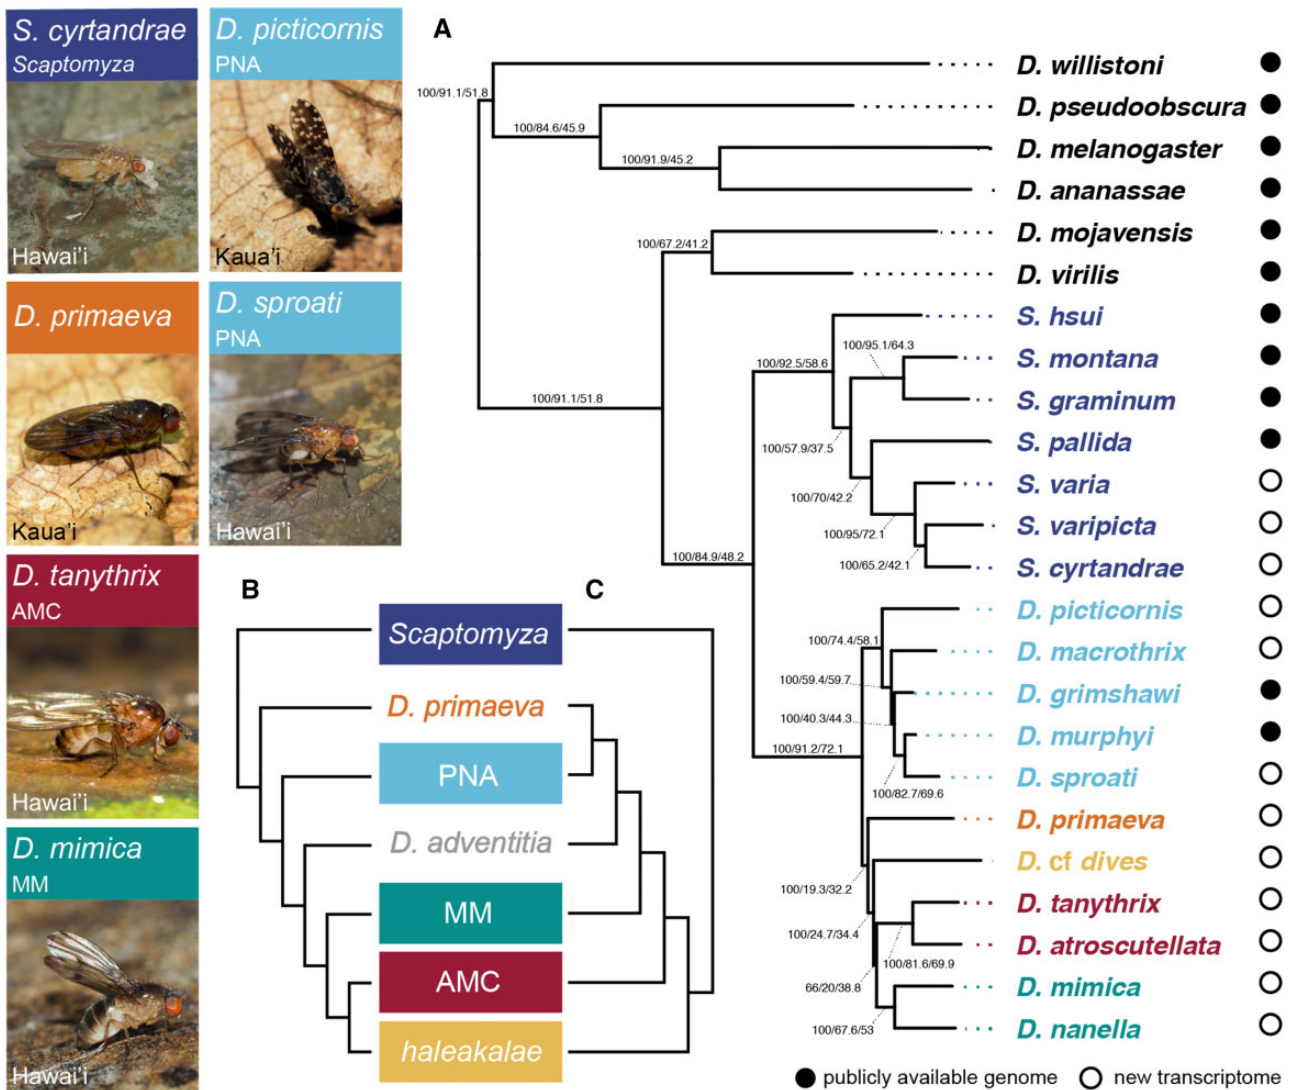 S. cyrtandrae
Scaptomyza
Hawai'i
D. picticornis
PNA
Kaua'i
D. primaeva
Kaua'i
D. sproati
PNA
Hawai'i
D. tanythrix
AMC
Hawai'i
D. mimica
MM
Hawai'i
A
100/91.1/51.8
100/84.6/45.9
100/91.9/45.2
100/67.2/41.2
100/91.1/51.8
100/92.5/58.6
100/95.1/64.3
100/57.9/37.5
100/70/42.2
100/95/72.1
100/65.2/42.1
100/84.9/48.2
100/74.4/58.1
100/59.4/59.7
100/40.3/44.3
100/82.7/69.6
100/91.2/72.1
100/19.3/32.2
100/24.7/34.4
100/81.6/69.9
66/20/38.8
100/67.6/53
D. willistoni
D. pseudoobscura
D. melanogaster
D. ananassae
D. mojavensis
D. virilis
S. hsui
S. montana
S. graminum
S. pallida
S. varia
S. varipicta
S. cyrtandrae
D. picticornis
D. macrothrix
D. grimshawi
D. murphyi
D. sproati
D. primaeva
D. cf dives
D. tanythrix
D. atroscutellata
D. mimica
D. nanella
publicly available genome
new transcriptome
B
C
Scaptomyza
D. primaeva
PNA
D. adventitia
MM
AMC
haleakalae